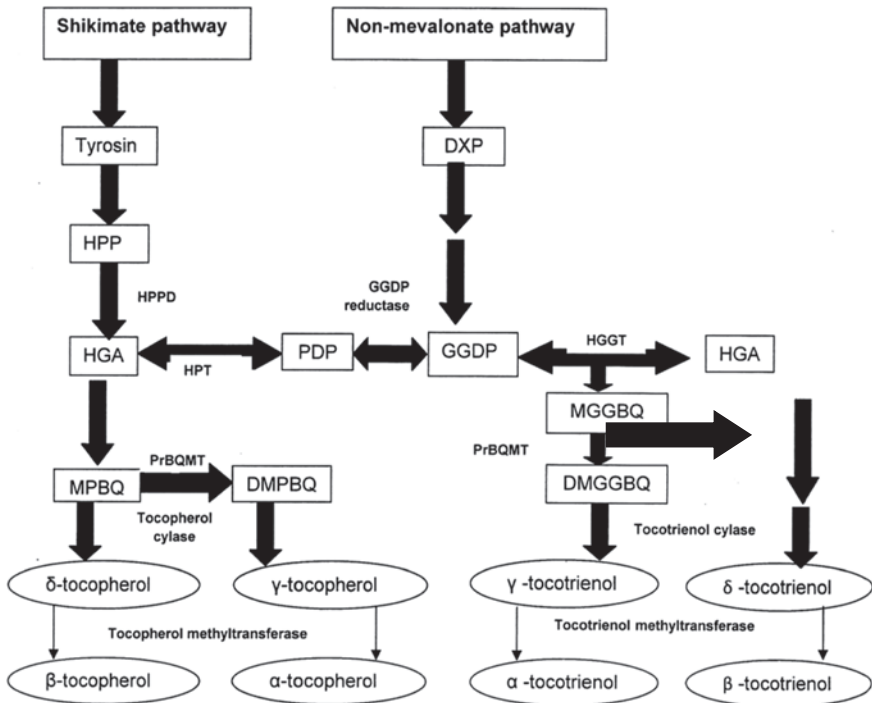 Shikimate pathway
Non-mevalonate pathway
Tyrosin
DXP
HPP
HPPD
GGDP
reductase
HGA
HPT
PDP
GGDP
HGGT
HGA
MGGBQ
PrBQMT
PrBQMT
MPBQ
DMPBQ
DMGGBQ
Tocopherol
cylase
Tocotrienol cylase
δ-tocopherol
γ-tocopherol
γ -tocotrienol
δ -tocotrienol
Tocopherol methyltransferase
Tocotrienol methyltransferase
β-tocopherol
α-tocopherol
α -tocotrienol
β -tocotrienol